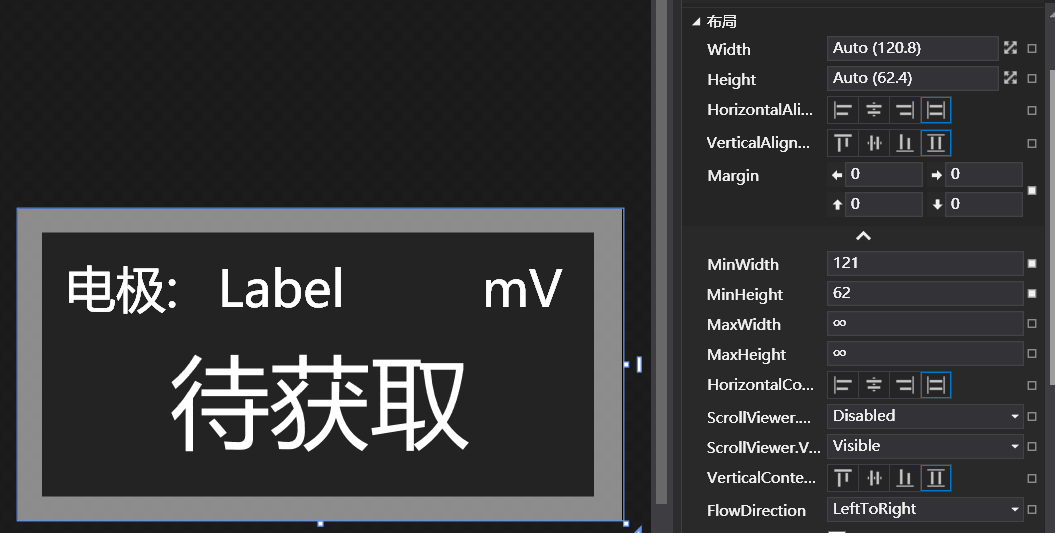 布局
Width Auto (120.8)
Height Auto (62.4)
HorizontalAli...
VerticalAlign...
Margin 0 0
0 0
MinWidth 121
MinHeight 62
MaxWidth ∞
MaxHeight ∞
HorizontalCo...
ScrollViewer.... Disabled
ScrollViewer.V... Visible
VerticalConte...
FlowDirection LeftToRight
电极: Label mV
待获取